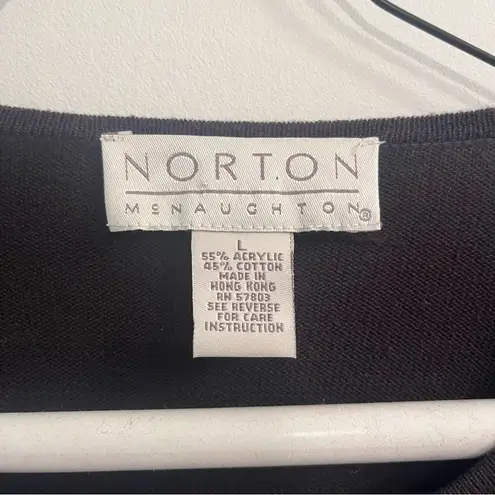 NORTON
McNAUGHTON®
L
55% ACRYLIC
45% COTTON
MADE IN
HONG KONG
RN 57803
SEE REVERSE
FOR CARE
INSTRUCTION